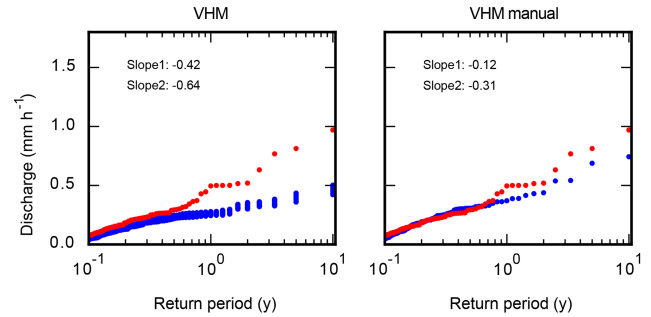 VHM
VHM manual
Slope1: -0.42
Slope2: -0.64
Slope1: -0.12
Slope2: -0.31
Discharge (mm h⁻¹)
1.5
1.0
0.5
0.0
10⁻¹ 10⁰ 10¹
10⁻¹ 10⁰ 10¹
Return period (y)
Return period (y)